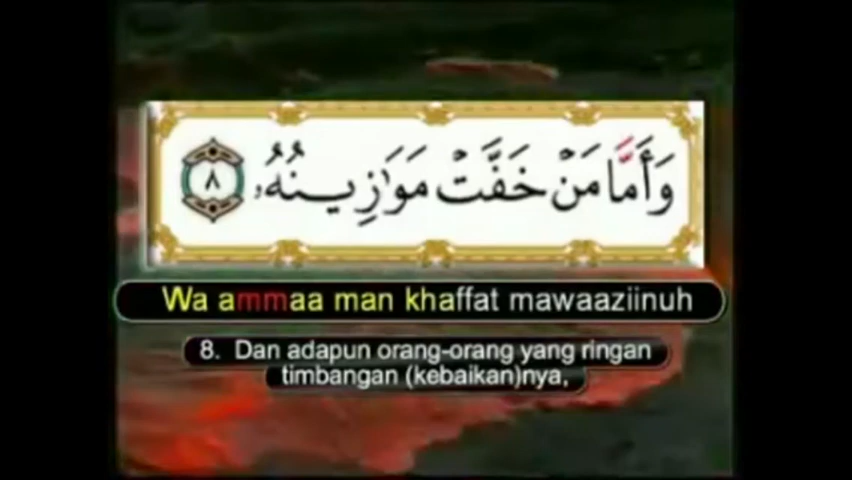 وَأَمَّا مَنۡ خَفَّتۡ مَوَٰزِينُهُۥ ٨
Wa ammaa man khaffat mawaaziinuh
8. Dan adapun orang-orang yang ringan
timbangan (kebaikan)nya,